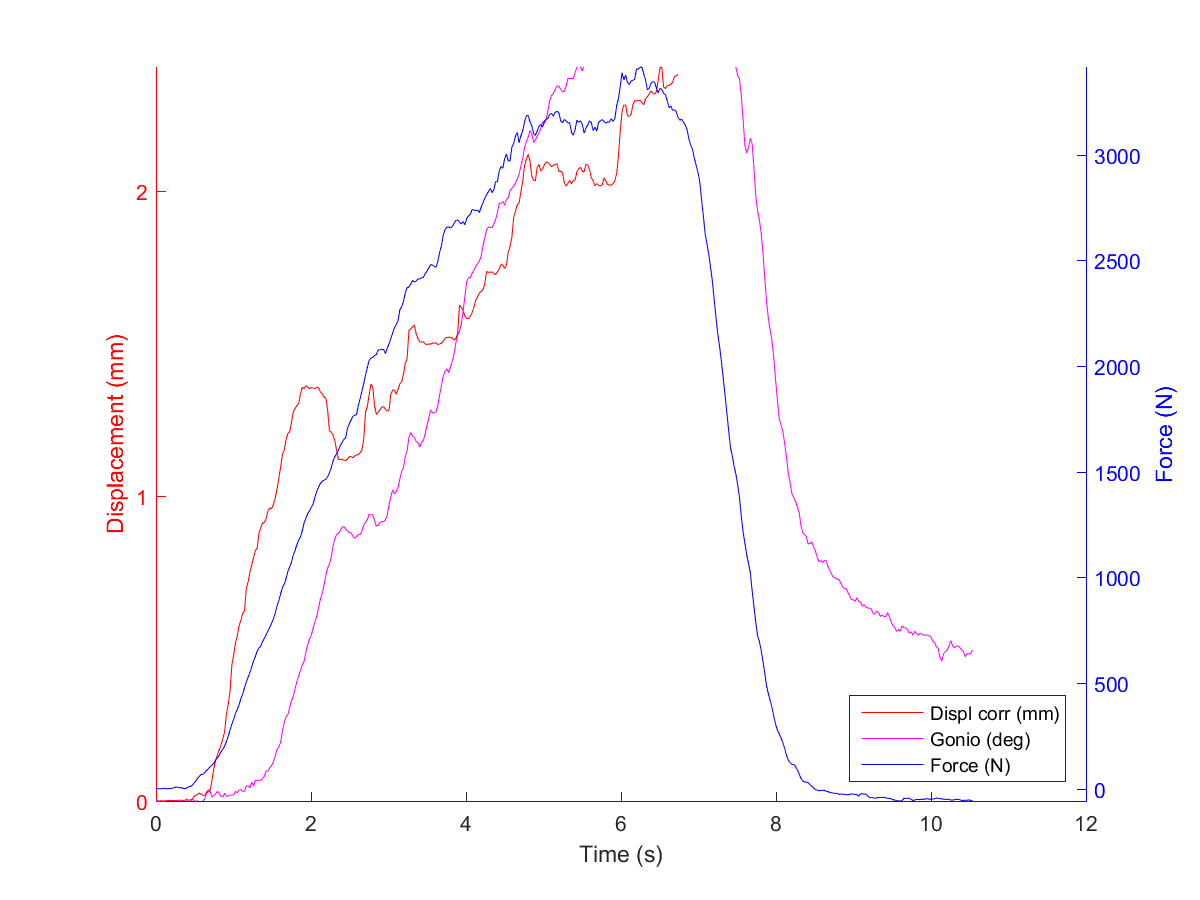 2
1
0
Displacement (mm)
3000
2500
2000
1500
1000
500
0
Force (N)
Displ corr (mm)
Gonio (deg)
Force (N)
0 2 4 6 8 10 12
Time (s)